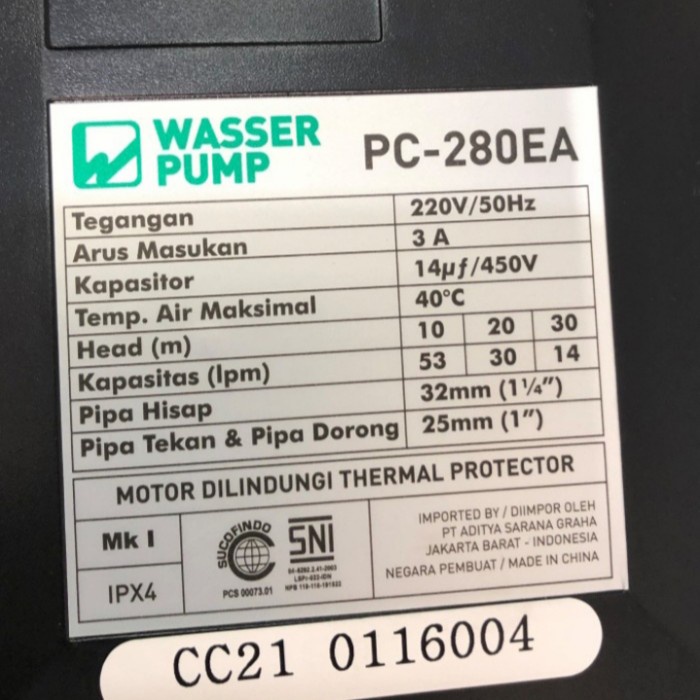 WASSER
PUMP
PC-280EA
Tegangan 220V/50Hz
Arus Masukan 3 A
Kapasitor 14µf/450V
Temp. Air Maksimal 40°C
Head (m) 10 20 30
Kapasitas (lpm) 53 30 14
Pipa Hisap 32mm (1¼")
Pipa Tekan & Pipa Dorong 25mm (1")
MOTOR DILINDUNGI THERMAL PROTECTOR
Mk I
IPX4
SUCOFINDO
PCS 00073.01
SNI
IMPORTED BY / DIIMPOR OLEH
PT ADITYA SARANA GRAHA
JAKARTA BARAT - INDONESIA
NEGARA PEMBUAT / MADE IN CHINA
CC21 0116004